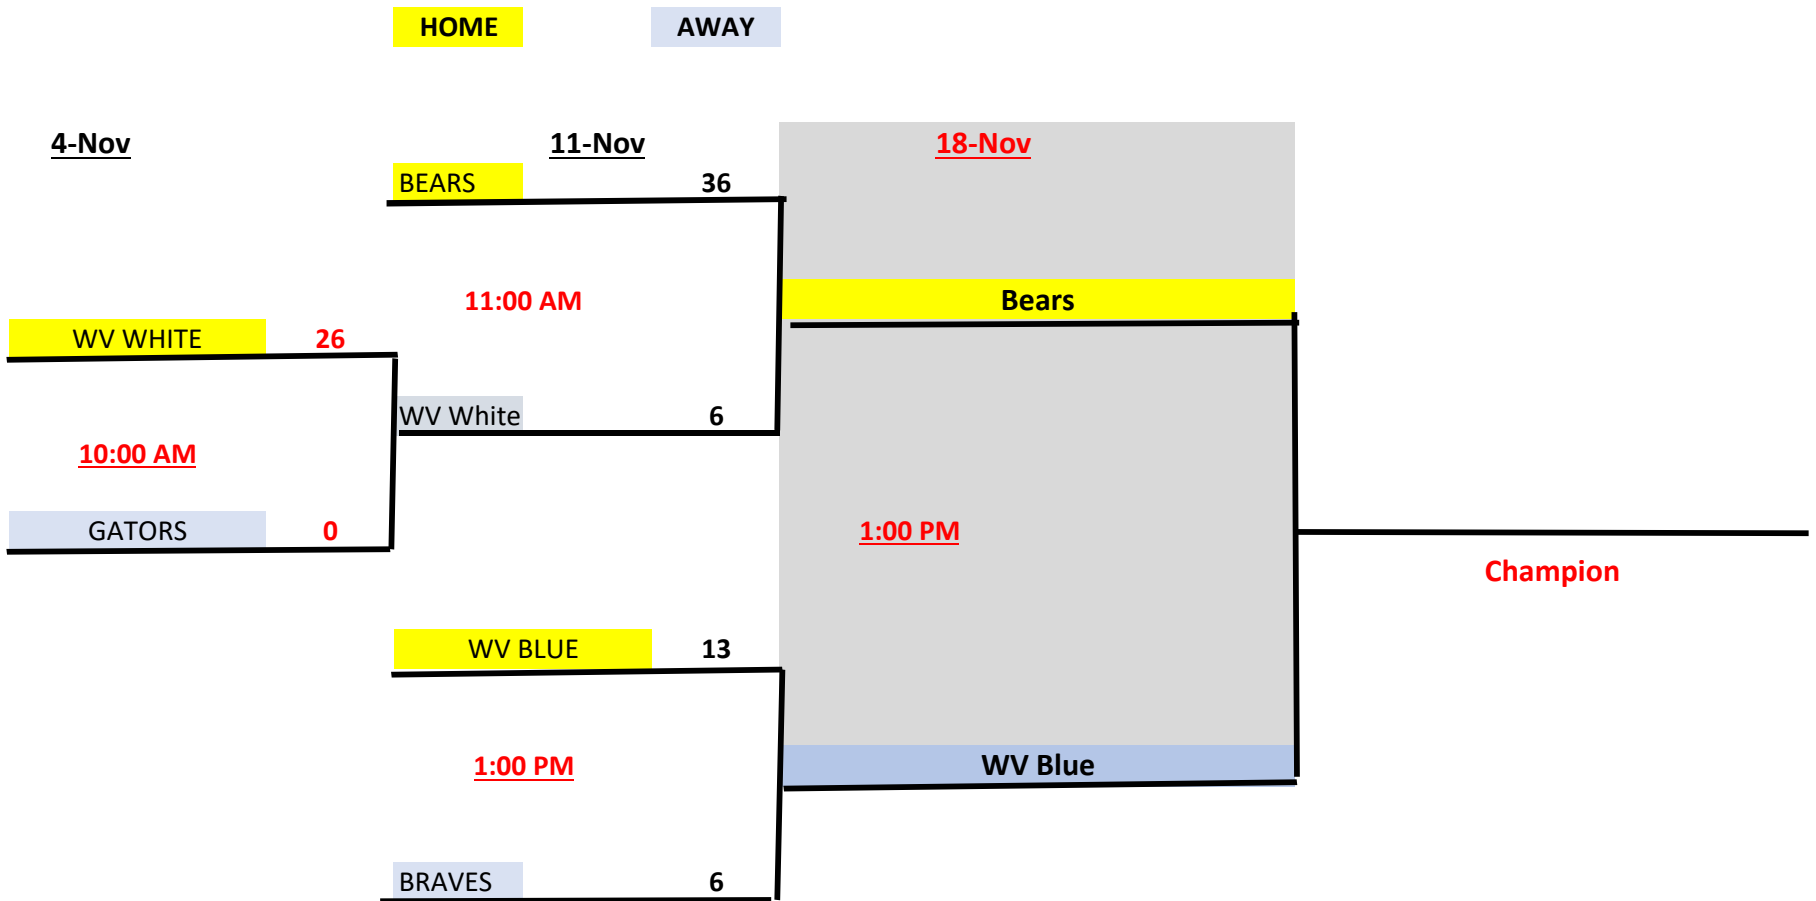 HOME AWAY
4-Nov 11-Nov 18-Nov
BEARS 36
11:00 AM Bears
WV WHITE 26
WV White 6
10:00 AM
GATORS 0 1:00 PM
Champion
WV BLUE 13
1:00 PM WV Blue
BRAVES 6